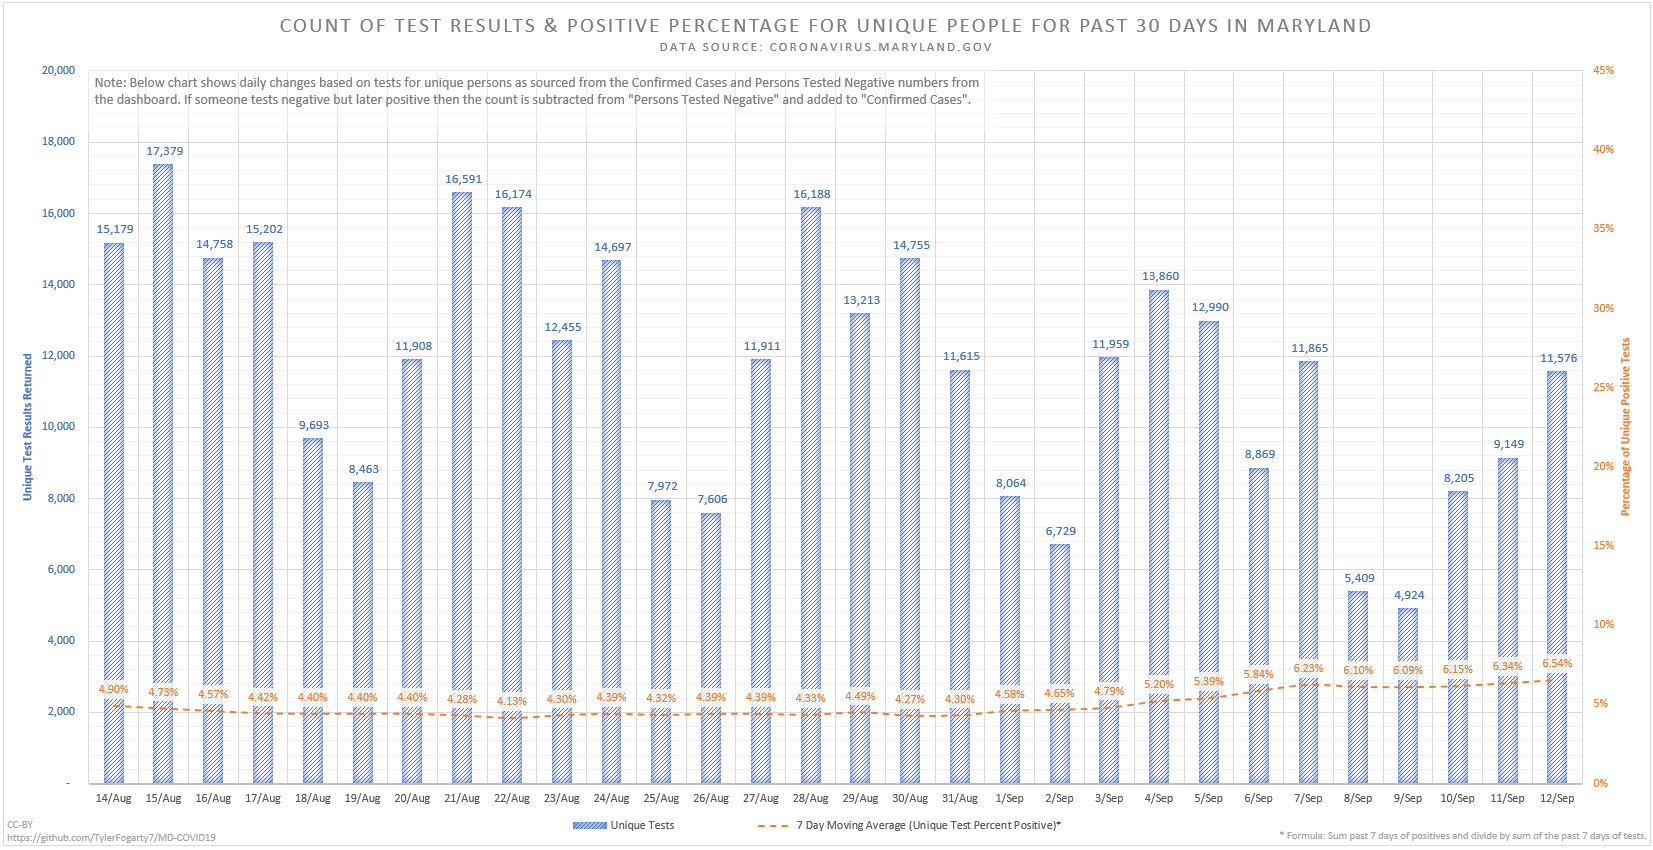 COUNT OF TEST RESULTS & POSITIVE PERCENTAGE FOR UNIQUE PEOPLE FOR PAST 30 DAYS IN MARYLAND
DATA SOURCE: CORONAVIRUS.MARYLAND.GOV
Note: Below chart shows daily changes based on tests for unique persons as sourced from the Confirmed Cases and Persons Tested Negative numbers from
the dashboard. If someone tests negative but later positive then the count is subtracted from "Persons Tested Negative" and added to "Confirmed Cases".
Unique Test Results Returned
20,000
18,000
16,000
14,000
12,000
10,000
8,000
6,000
4,000
2,000
-
15,179 17,379 14,758 15,202 9,693 8,463 11,908 16,591 16,174 12,455 14,697 7,972 7,606 11,911 16,188 13,213 14,755 11,615 8,064 6,729 11,959 13,860 12,990 8,869 11,865 5,409 4,924 8,205 9,149 11,576
4.90% 4.73% 4.57% 4.42% 4.40% 4.40% 4.40% 4.28% 4.13% 4.30% 4.39% 4.32% 4.39% 4.39% 4.33% 4.49% 4.27% 4.30% 4.58% 4.65% 4.79% 5.20% 5.39% 5.84% 6.23% 6.10% 6.09% 6.15% 6.34% 6.54%
45%
40%
35%
30%
25%
20%
15%
10%
5%
0%
Percentage of Unique Positive Tests
14/Aug 15/Aug 16/Aug 17/Aug 18/Aug 19/Aug 20/Aug 21/Aug 22/Aug 23/Aug 24/Aug 25/Aug 26/Aug 27/Aug 28/Aug 29/Aug 30/Aug 31/Aug 1/Sep 2/Sep 3/Sep 4/Sep 5/Sep 6/Sep 7/Sep 8/Sep 9/Sep 10/Sep 11/Sep 12/Sep
Unique Tests 7 Day Moving Average (Unique Test Percent Positive)*
CC-BY
https://github.com/TylerFogarty7/MD-COVID19
* Formula: Sum past 7 days of positives and divide by sum of the past 7 days of tests.